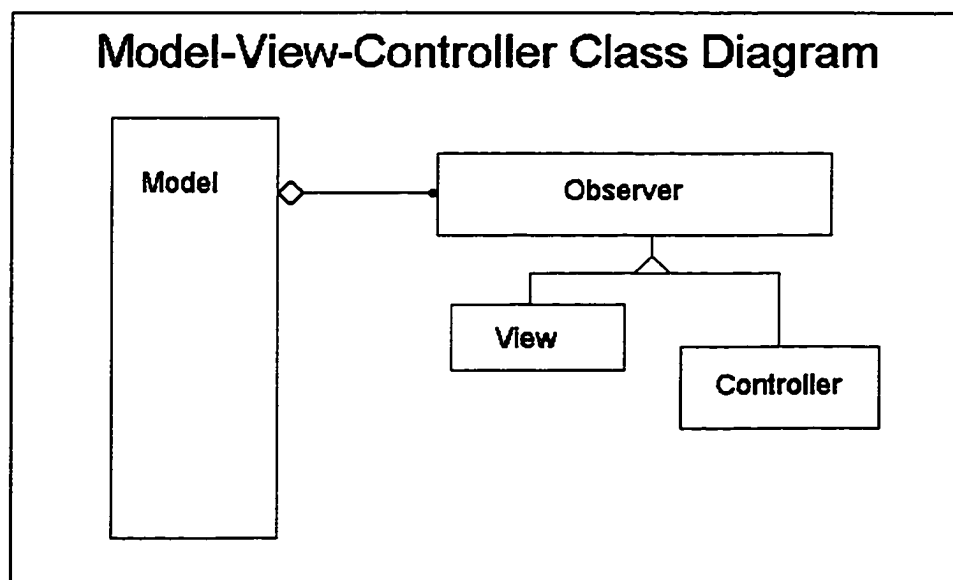 Model-View-Controller Class Diagram
Model
Observer
View
Controller